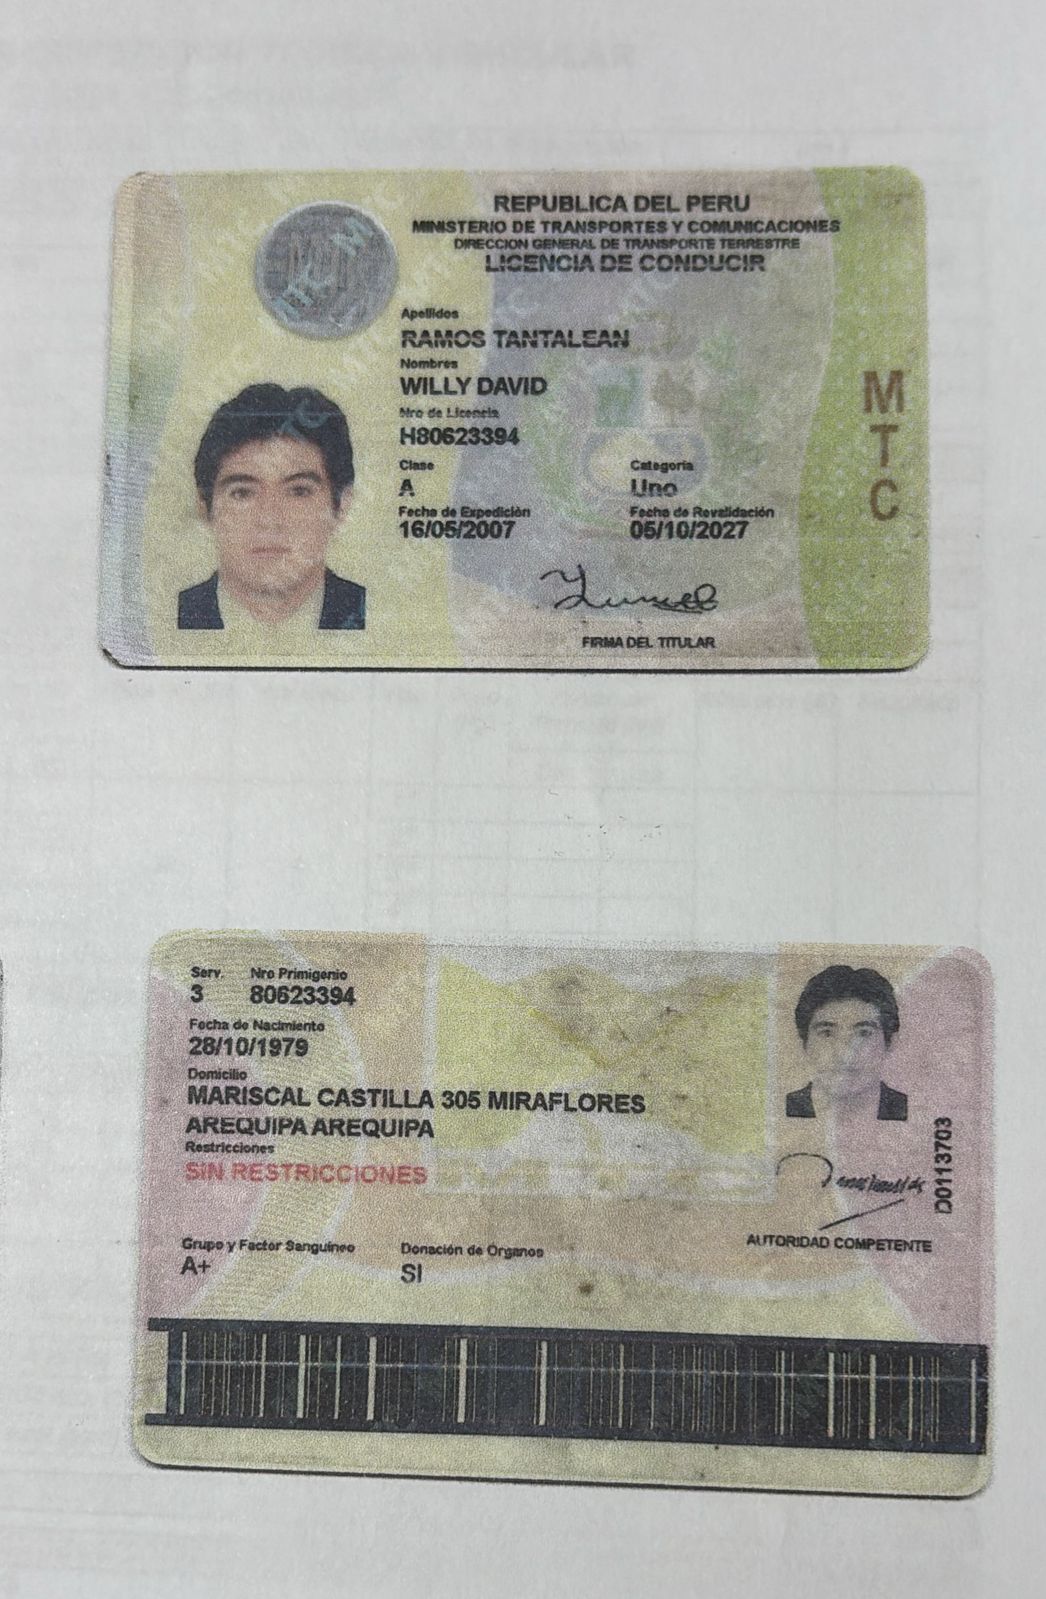 REPUBLICA DEL PERU
MINISTERIO DE TRANSPORTES Y COMUNICACIONES
DIRECCION GENERAL DE TRANSPORTE TERRESTRE
LICENCIA DE CONDUCIR
Apellidos
RAMOS TANTALEAN
Nombres
WILLY DAVID
Nro de Licencia
H80623394
Clase Categoría
A Uno
Fecha de Expedición Fecha de Revalidación
16/05/2007 05/10/2027
FIRMA DEL TITULAR
MTC
Serv. Nro Primigenio
3 80623394
Fecha de Nacimiento
28/10/1979
Domicilio
MARISCAL CASTILLA 305 MIRAFLORES
AREQUIPA AREQUIPA
Restricciones
SIN RESTRICCIONES
Grupo y Factor Sanguíneo Donación de Organos
A+ SI
AUTORIDAD COMPETENTE
D0113703